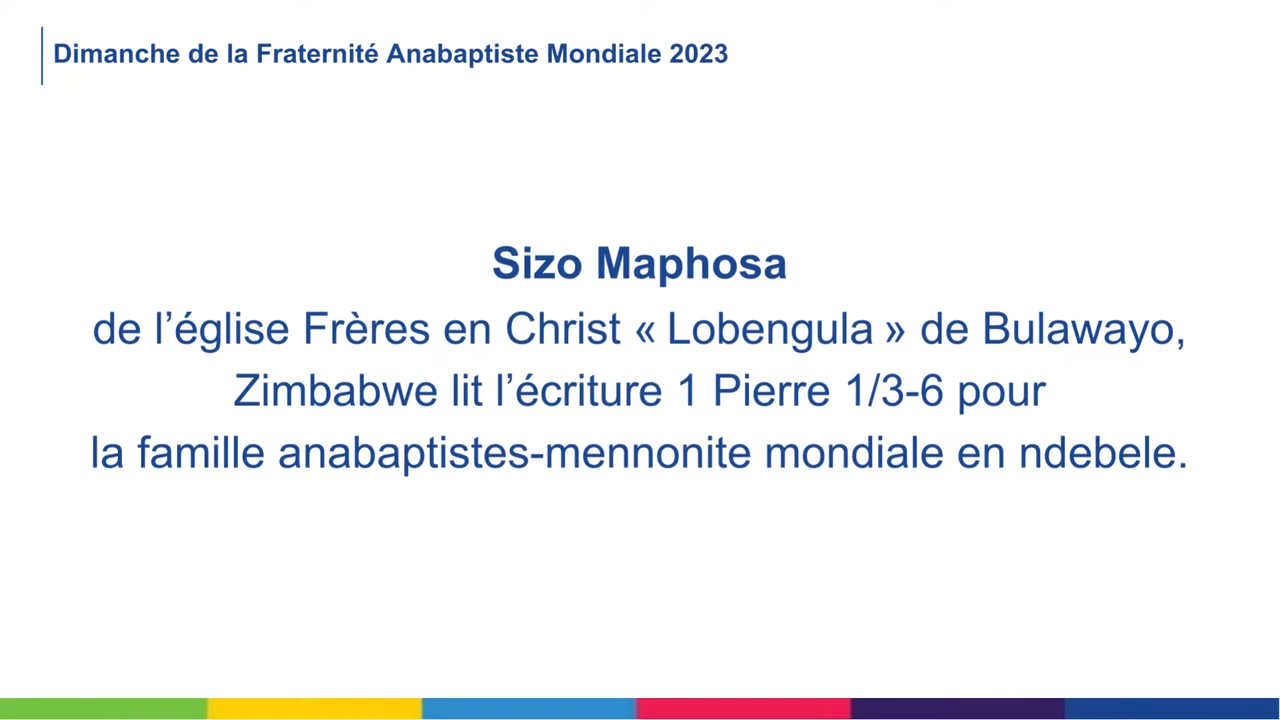 Dimanche de la Fraternité Anabaptiste Mondiale 2023
Sizo Maphosa
de l’église Frères en Christ « Lobengula » de Bulawayo,
Zimbabwe lit l’écriture 1 Pierre 1/3-6 pour
la famille anabaptistes-mennonite mondiale en ndebele.